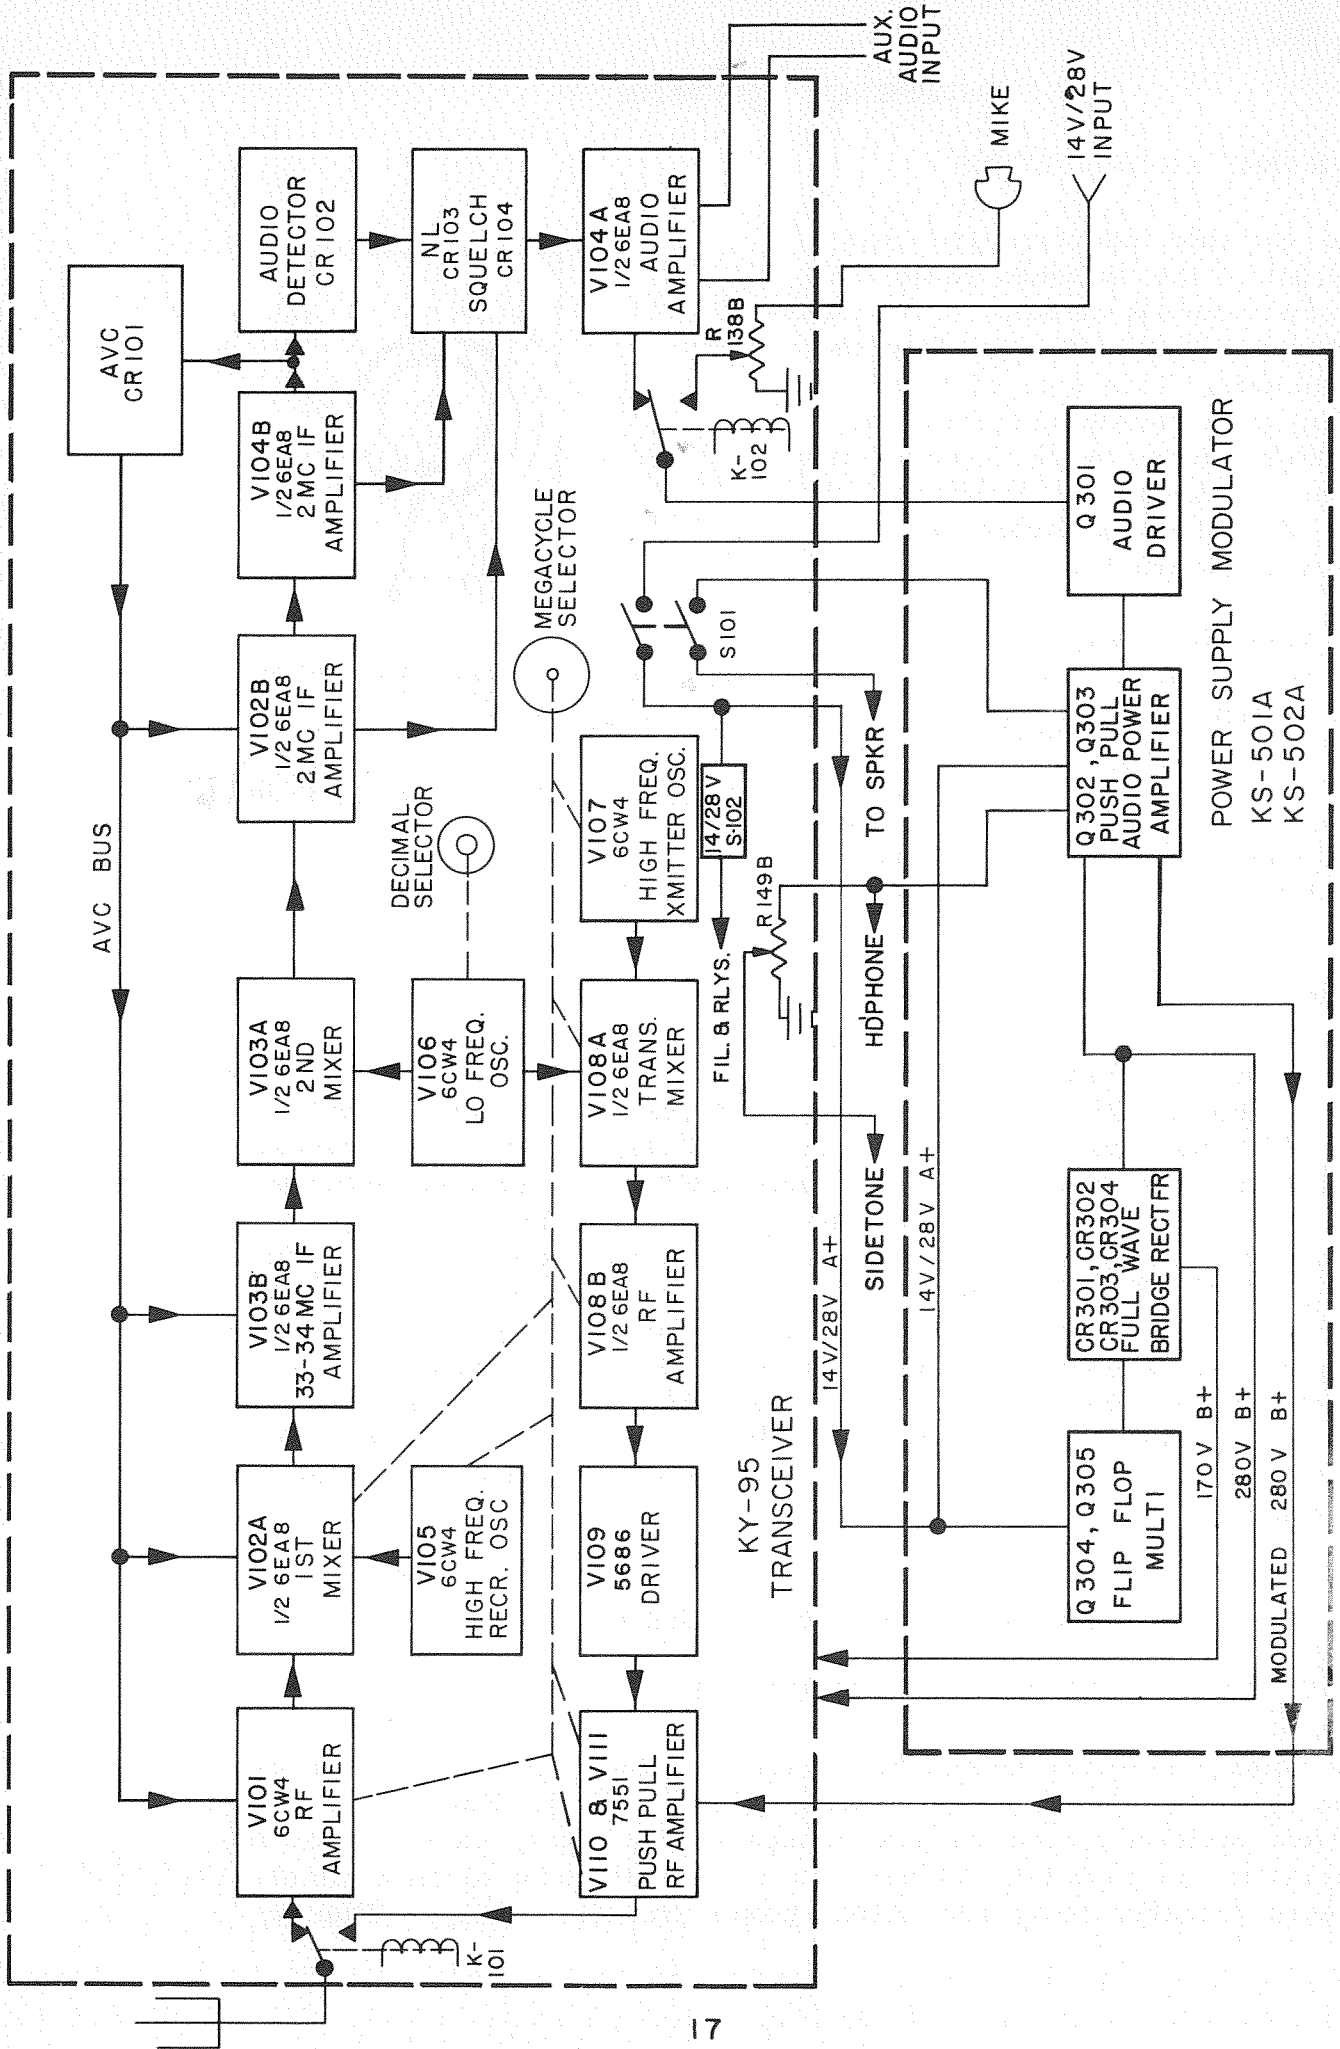 AUX.
AUDIO
INPUT
MIKE
14V/28V
INPUT
AVC
CR101
AVC BUS
V101
6CW4
RF
AMPLIFIER
V102A
1/2 6EA8
1ST
MIXER
V103B
1/2 6EA8
33-34 MC IF
AMPLIFIER
V103A
1/2 6EA8
2ND
MIXER
V102B
1/2 6EA8
2 MC IF
AMPLIFIER
V104B
1/2 6EA8
2 MC IF
AMPLIFIER
AUDIO
DETECTOR
CR102
K-
101
V105
6CW4
HIGH FREQ.
RECR. OSC
V106
6CW4
LO FREQ.
OSC.
DECIMAL
SELECTOR
MEGACYCLE
SELECTOR
NL
CR103
SQUELCH
CR104
V110 & V111
7551
PUSH PULL
RF AMPLIFIER
V109
5686
DRIVER
V108B
1/2 6EA8
RF
AMPLIFIER
V108A
1/2 6EA8
TRANS.
MIXER
V107
6CW4
HIGH FREQ.
XMITTER OSC.
V104A
1/2 6EA8
AUDIO
AMPLIFIER
R
138B
K-
102
S101
14/28V
S-102
FIL. & RLYS.
R149B
KY-95
TRANSCEIVER
SIDETONE
HDPHONE
TO SPKR
14V/28V A+
14V/28V A+
Q304, Q305
FLIP FLOP
MULTI
CR301, CR302
CR303, CR304
FULL WAVE
BRIDGE RECTFR
Q302, Q303
PUSH PULL
AUDIO POWER
AMPLIFIER
Q301
AUDIO
DRIVER
170V B+
280V B+
MODULATED 280V B+
POWER SUPPLY MODULATOR
KS-501A
KS-502A
17